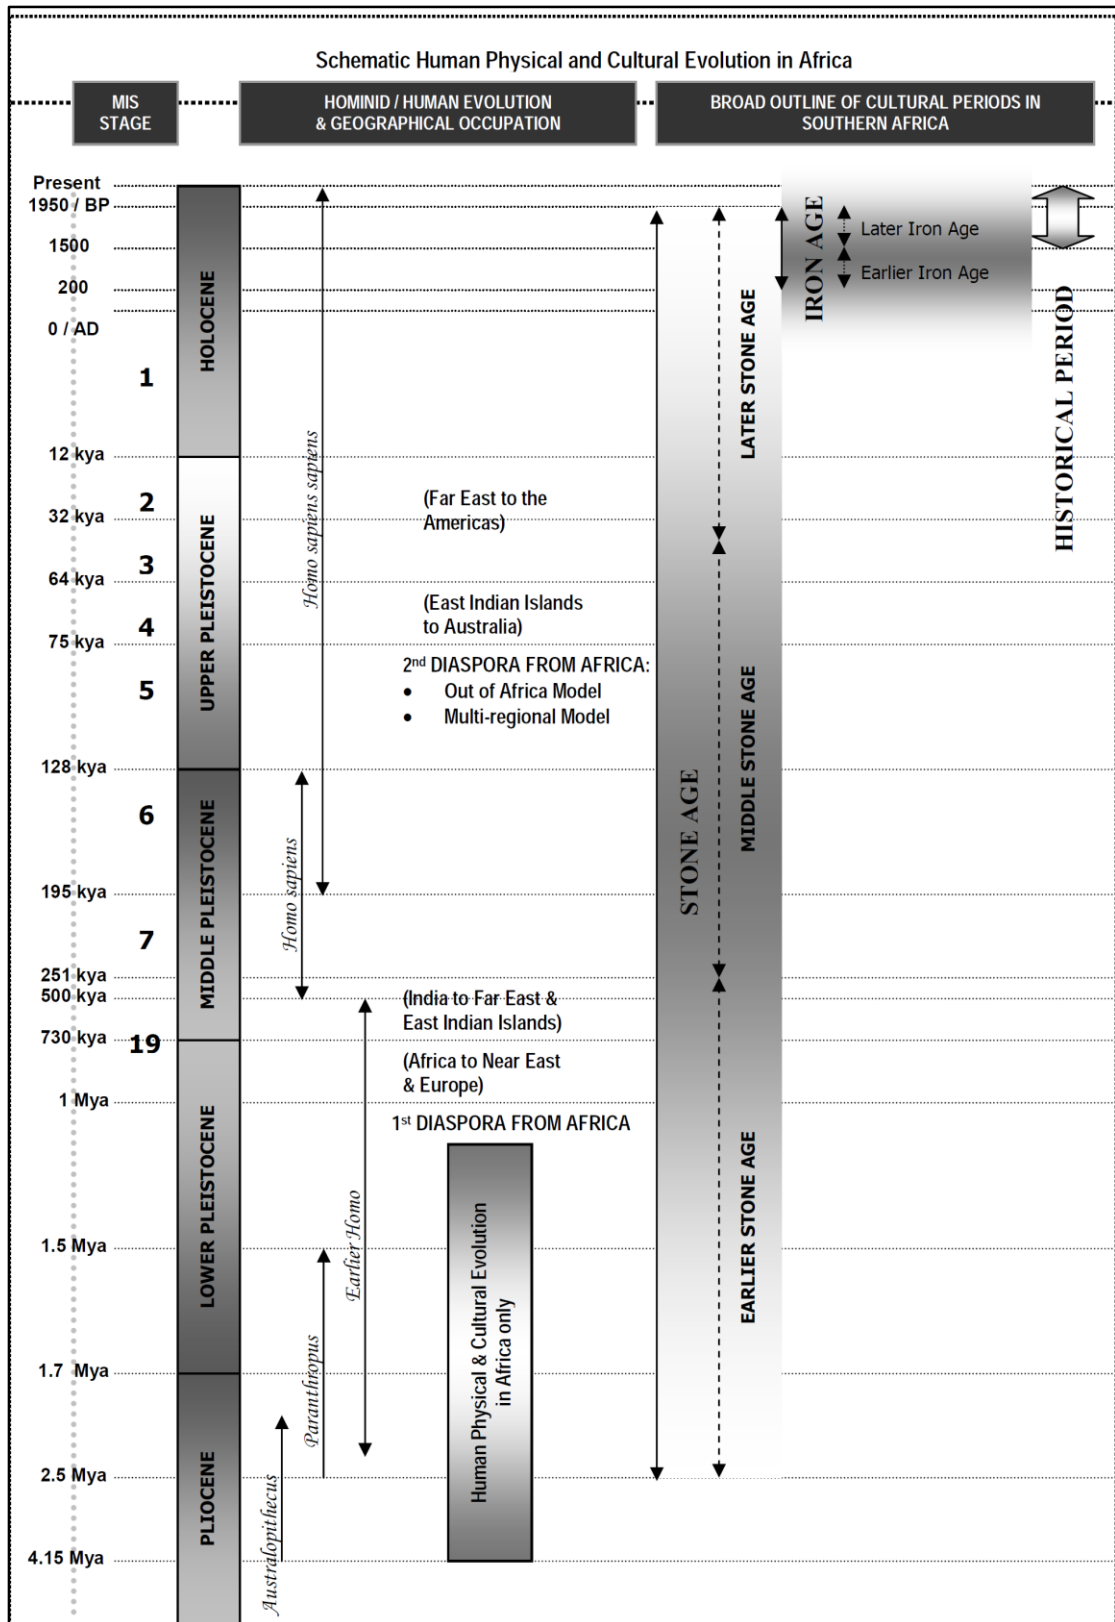 Schematic Human Physical and Cultural Evolution in Africa
MIS
STAGE
HOMINID / HUMAN EVOLUTION
& GEOGRAPHICAL OCCUPATION
BROAD OUTLINE OF CULTURAL PERIODS IN
SOUTHERN AFRICA
Present
1950 / BP
1500
200
0 / AD
12 kya
32 kya
64 kya
75 kya
128 kya
195 kya
251 kya
500 kya
730 kya
1 Mya
1.5 Mya
1.7 Mya
2.5 Mya
4.15 Mya
1
2
3
4
5
6
7
19
HOLOCENE
UPPER PLEISTOCENE
MIDDLE PLEISTOCENE
LOWER PLEISTOCENE
PLIOCENE
Homo sapiens sapiens
Homo sapiens
Earlier Homo
Paranthropus
Australopithecus
(Far East to the
Americas)
(East Indian Islands
to Australia)
2nd DIASPORA FROM AFRICA:
• Out of Africa Model
• Multi-regional Model
(India to Far East &
East Indian Islands)
(Africa to Near East
& Europe)
1st DIASPORA FROM AFRICA
Human Physical & Cultural Evolution
in Africa only
STONE AGE
LATER STONE AGE
MIDDLE STONE AGE
EARLIER STONE AGE
IRON AGE
Later Iron Age
Earlier Iron Age
HISTORICAL PERIOD